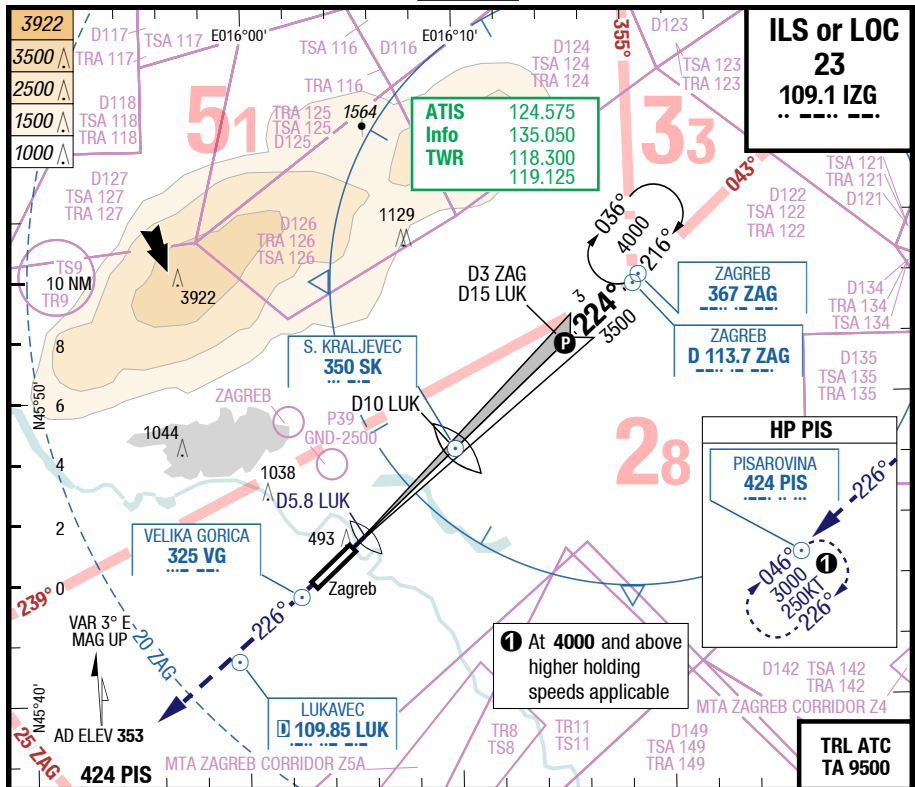 3922
3500
2500
1500
1000
D117
TSA 117
TRA 117
E016°00'
TSA 116
D116
TRA 116
E016°10'
D124
TSA 124
TRA 124
355°
D123
TSA 123
TRA 123
ILS or LOC
23
109.1 IZG
D118
TSA 118
TRA 118
51
TRA 125
TSA 125
D125
1564
ATIS 124.575
Info 135.050
TWR 118.300
119.125
33
043°
TSA 121
TRA 121
D121
D127
TSA 127
TRA 127
D122
TSA 122
TRA 122
D126
TRA 126
TSA 126
1129
036°
4000
216°
TS9
10 NM
TR9
3922
D3 ZAG
D15 LUK
3
224°
3500
P
ZAGREB
367 ZAG
ZAGREB
D 113.7 ZAG
D134
TRA 134
TSA 134
D135
TSA 135
TRA 135
8
S. KRALJEVEC
350 SK
N45°50'
6
ZAGREB
P39
GND-2500
D10 LUK
28
HP PIS
PISAROVINA
424 PIS
226°
046°
3000
250KT
226°
1
4
1044
1038
D5.8 LUK
2
VELIKA GORICA
325 VG
493
Zagreb
0
239°
VAR 3° E
MAG UP
20 ZAG
226°
1 At 4000 and above
higher holding
speeds applicable
D142 TSA 142
TRA 142
MTA ZAGREB CORRIDOR Z4
N45°40'
LUKAVEC
D 109.85 LUK
AD ELEV 353
25 ZAG
424 PIS
MTA ZAGREB CORRIDOR Z5A
TR8
TS8
TR11
TS11
D149
TSA 149
TRA 149
TRL ATC
TA 9500